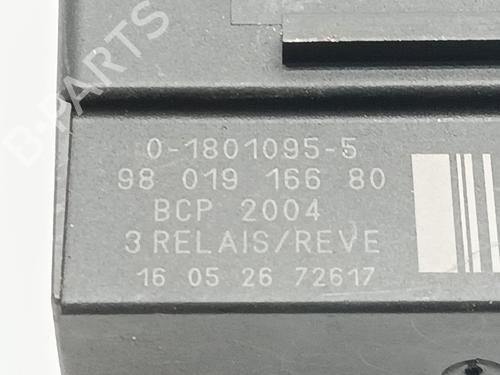 B-PARTS
0-1801095-5
98 019 166 80
BCP 2004
3 RELAIS/REVE
16 05 26 72617